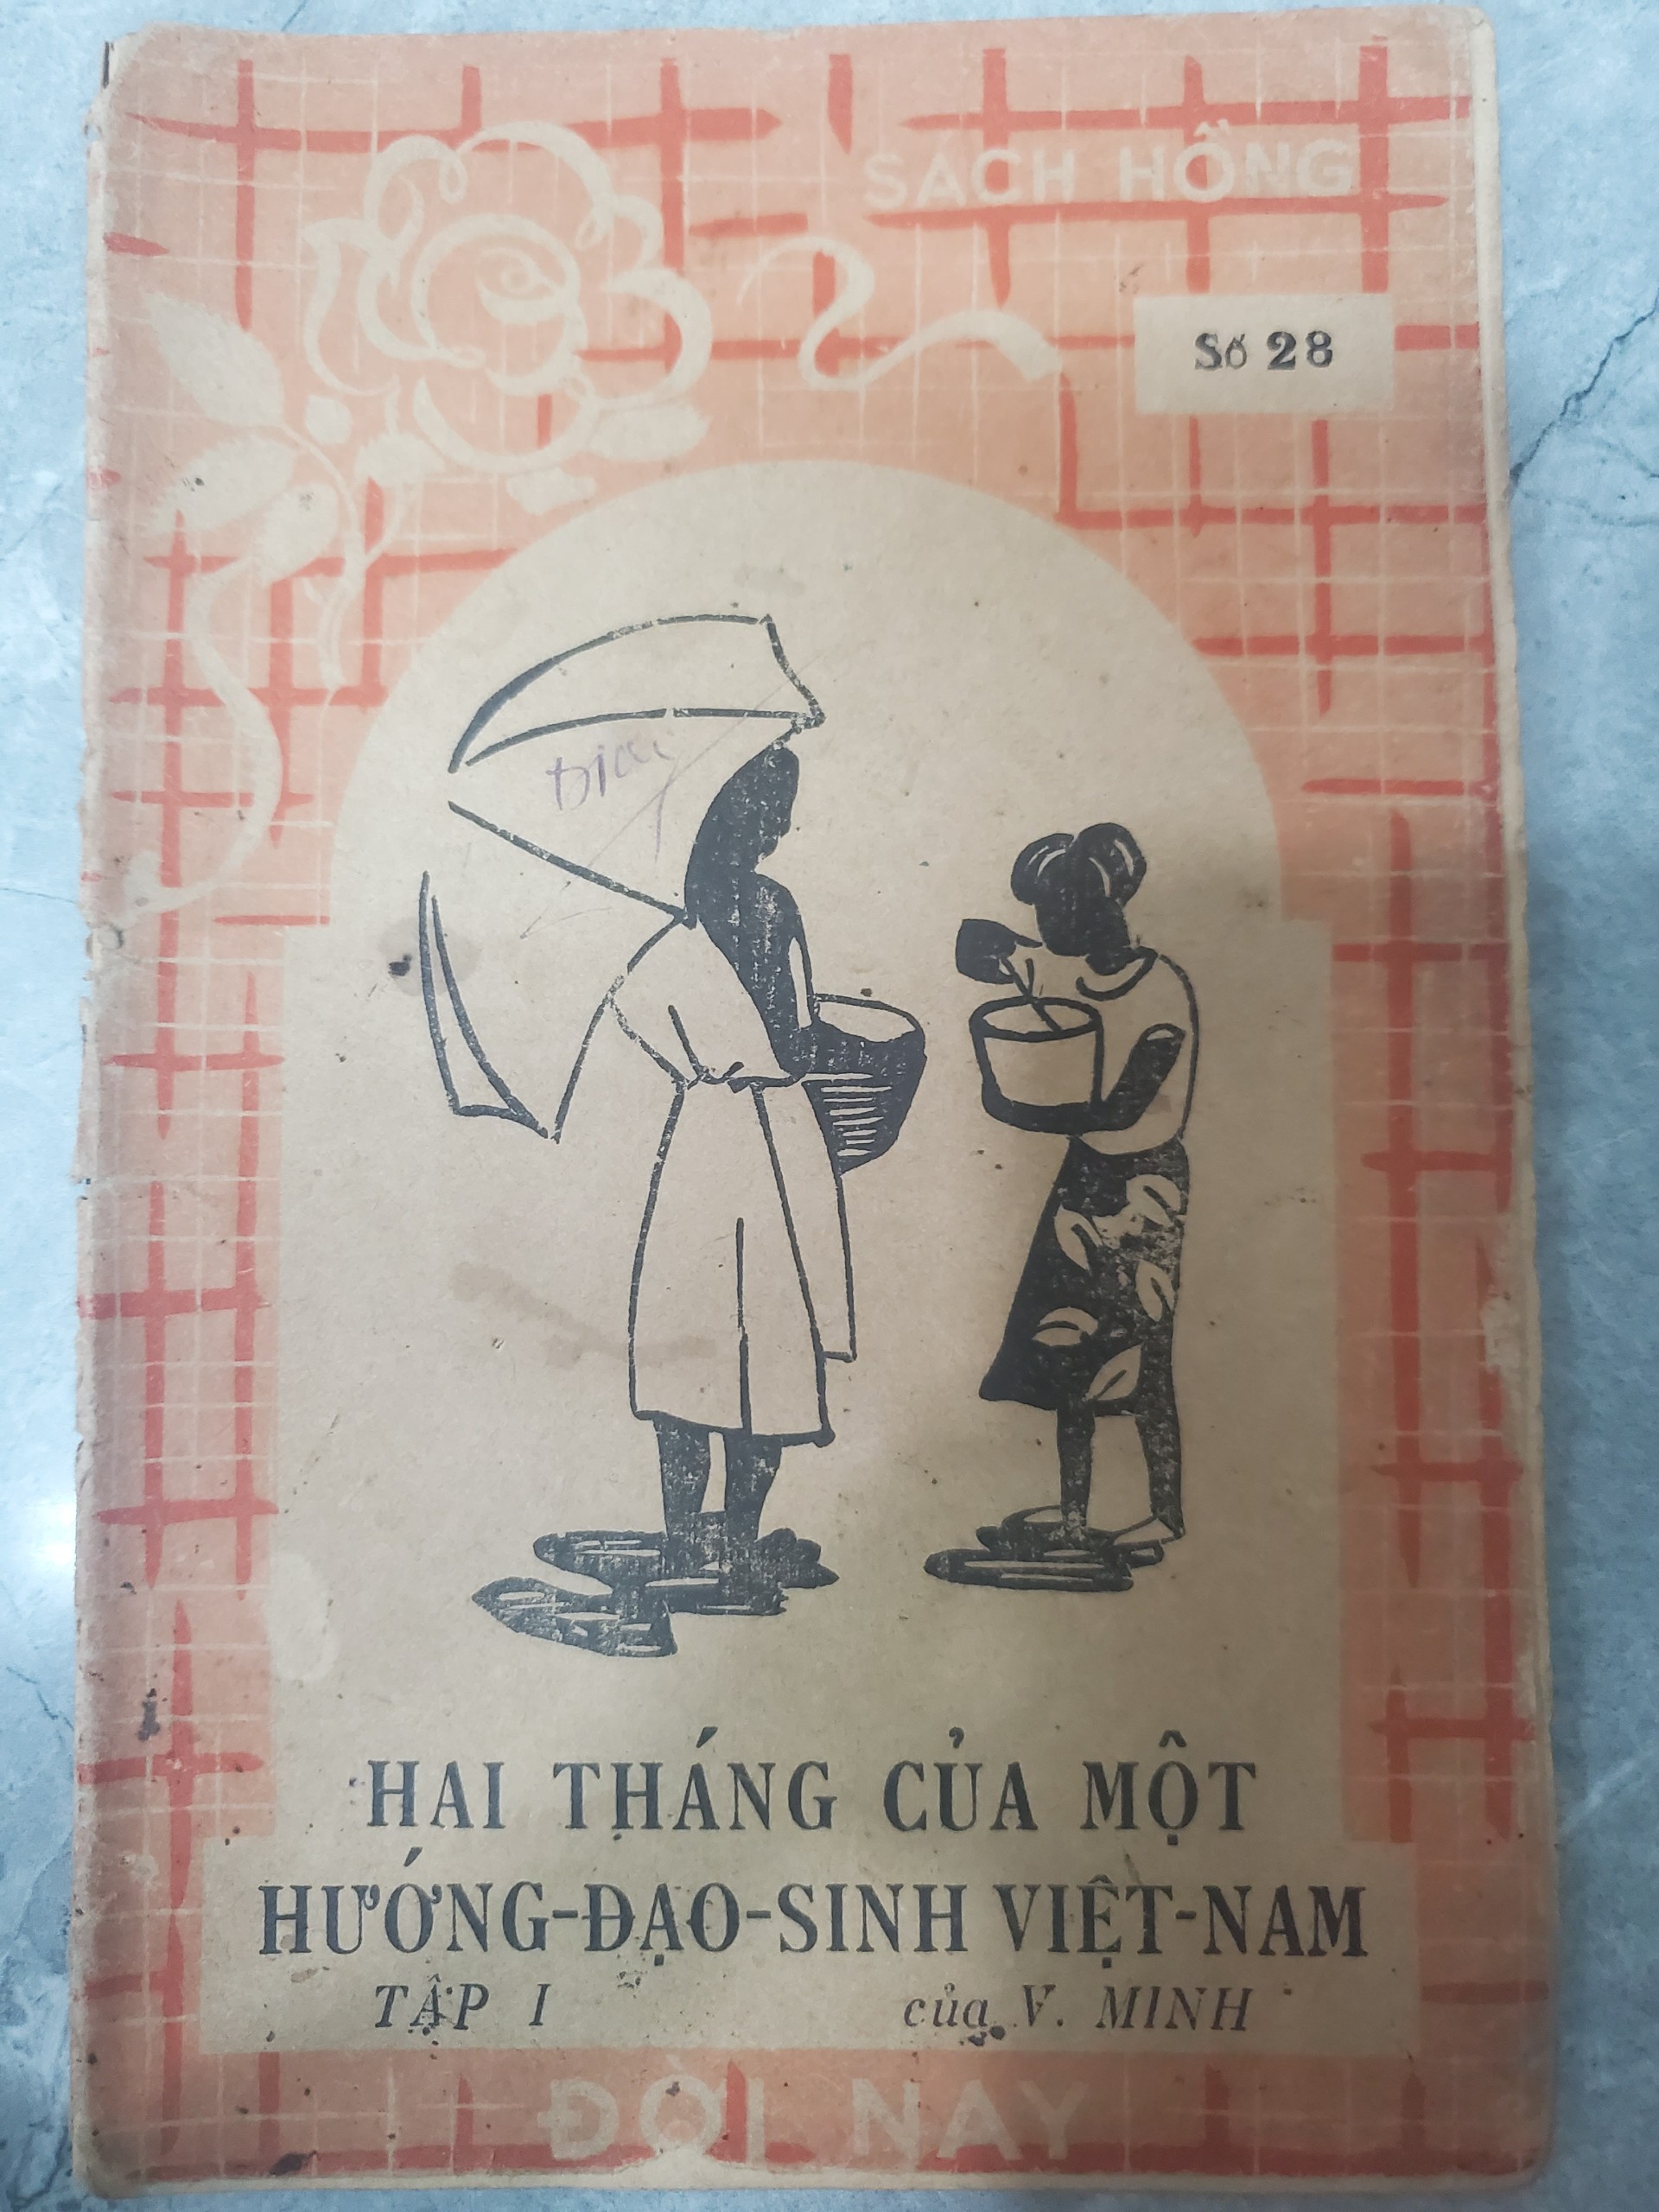 SÁCH HỒNG
Số 28
HAI THÁNG CỦA MỘT
HƯỚNG-ĐẠO-SINH VIỆT-NAM
TẬP I của V. MINH
ĐỜI NAY